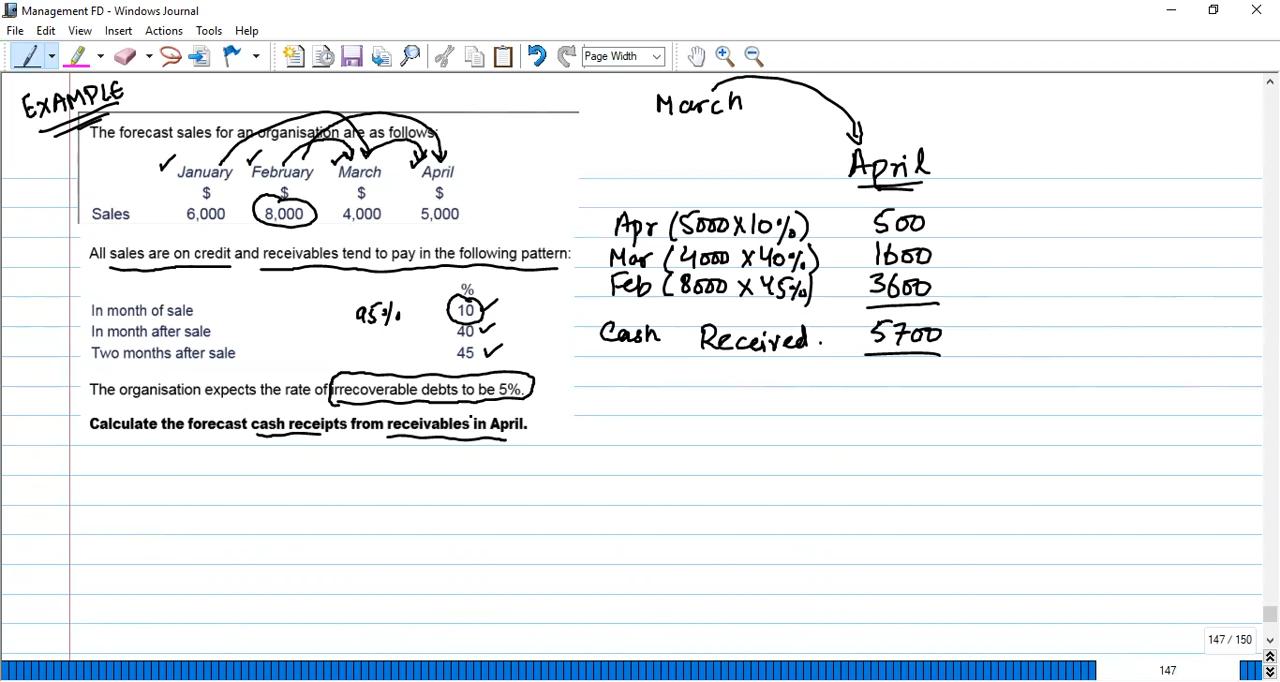 Management FD - Windows Journal
File Edit View Insert Actions Tools Help
Page Width
EXAMPLE
The forecast sales for an organisation are as follows:
January February March April
$ $ $ $
Sales 6,000 8,000 4,000 5,000
All sales are on credit and receivables tend to pay in the following pattern:
%
In month of sale 10
In month after sale 40
Two months after sale 45
95%
The organisation expects the rate of irrecoverable debts to be 5%.
Calculate the forecast cash receipts from receivables in April.
March
April
Apr (5000 X 10%) 500
Mar (4000 X 40%) 1600
Feb (8000 X 45%) 3600
Cash Received. 5700
147 / 150
147